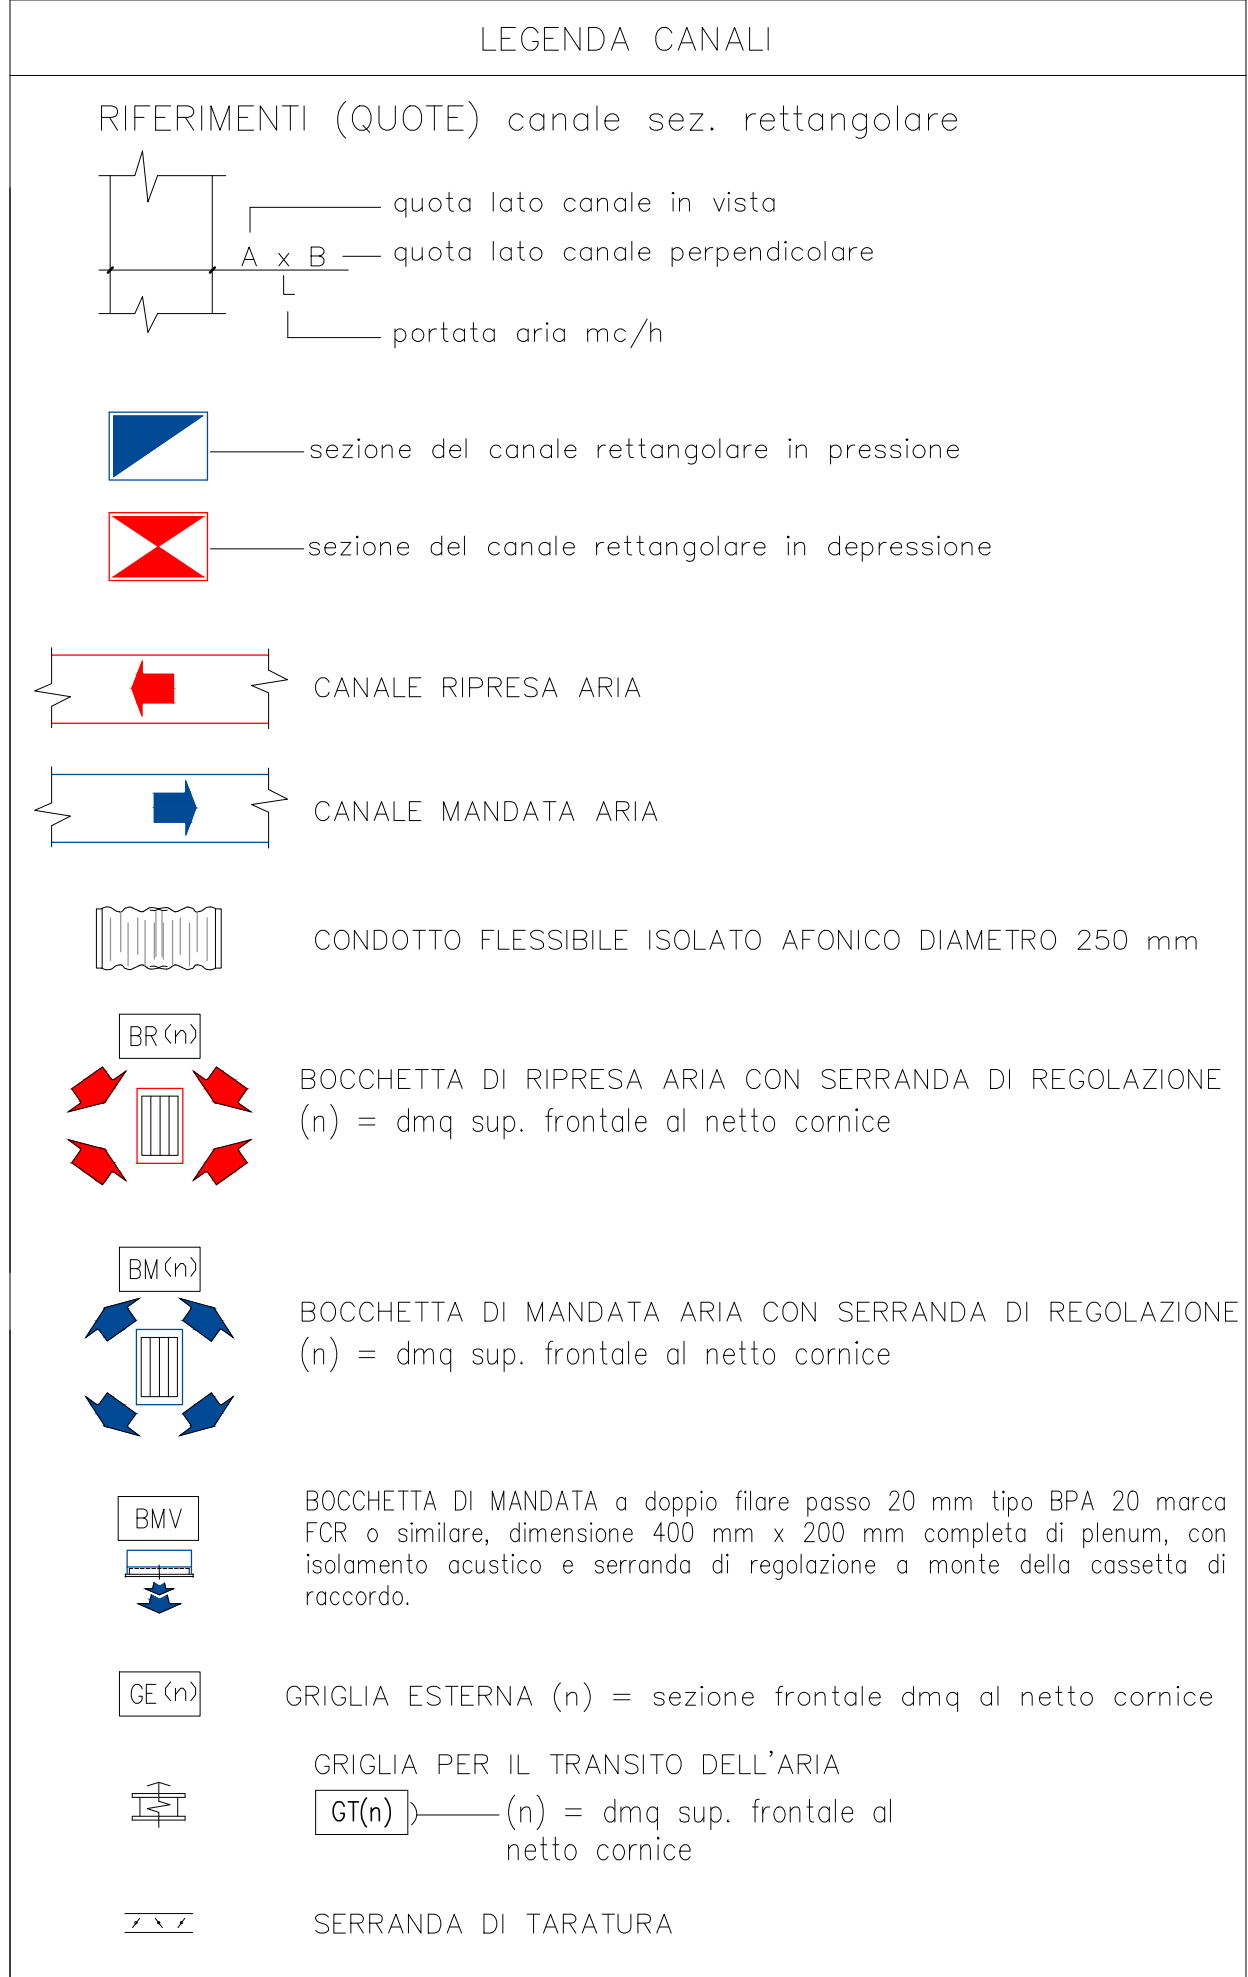 LEGENDA CANALI
RIFERIMENTI (QUOTE) canale sez. rettangolare
quota lato canale in vista
A x B
quota lato canale perpendicolare
L
portata aria mc/h
sezione del canale rettangolare in pressione
sezione del canale rettangolare in depressione
CANALE RIPRESA ARIA
CANALE MANDATA ARIA
CONDOTTO FLESSIBILE ISOLATO AFONICO DIAMETRO 250 mm
BR(n)
BOCCHETTA DI RIPRESA ARIA CON SERRANDA DI REGOLAZIONE
(n) = dmq sup. frontale al netto cornice
BM(n)
BOCCHETTA DI MANDATA ARIA CON SERRANDA DI REGOLAZIONE
(n) = dmq sup. frontale al netto cornice
BMV
BOCCHETTA DI MANDATA a doppio filare passo 20 mm tipo BPA 20 marca
FCR o similare, dimensione 400 mm x 200 mm completa di plenum, con
isolamento acustico e serranda di regolazione a monte della cassetta di
raccordo.
GE(n)
GRIGLIA ESTERNA (n) = sezione frontale dmq al netto cornice
GRIGLIA PER IL TRANSITO DELL'ARIA
GT(n)
(n) = dmq sup. frontale al
netto cornice
SERRANDA DI TARATURA